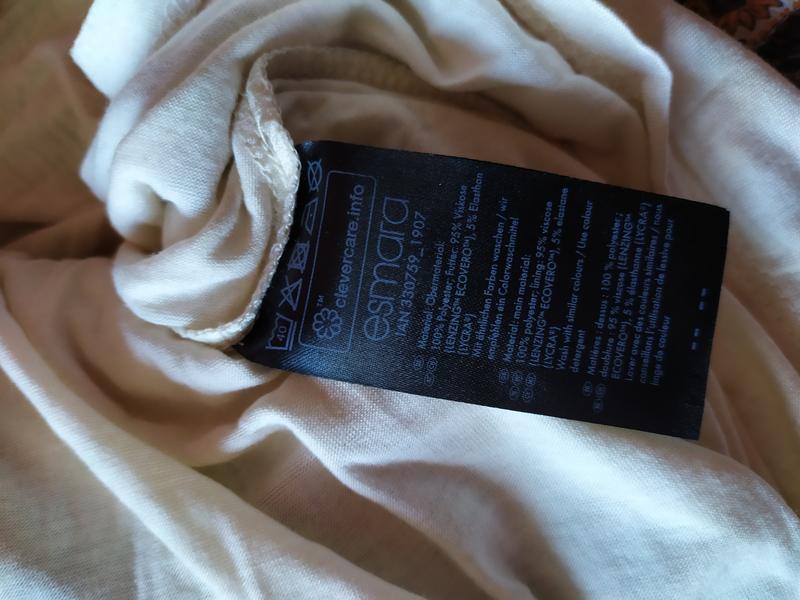 40
clevercare.info
TM
esmara
IAN 330759_1907
Material: Obermaterial:
100% Polyester; Futter: 95% Viskose
(LENZING™ ECOVERO™), 5% Elasthan
(LYCRA®)
Mit ähnlichen Farben waschen / wir
empfehlen ein Colorwaschmittel
Material: main material:
100% polyester; lining: 95% viscose
(LENZING™ ECOVERO™), 5% elastane
(LYCRA®)
Wash with similar colours / Use colour
detergent
Matières: dessus: 100 % polyester;
doublure: 95 % viscose (LENZING™
ECOVERO™), 5 % élasthanne (LYCRA®)
Laver avec des couleurs similaires / nous
conseillons l'utilisation de lessive pour
linge de couleur